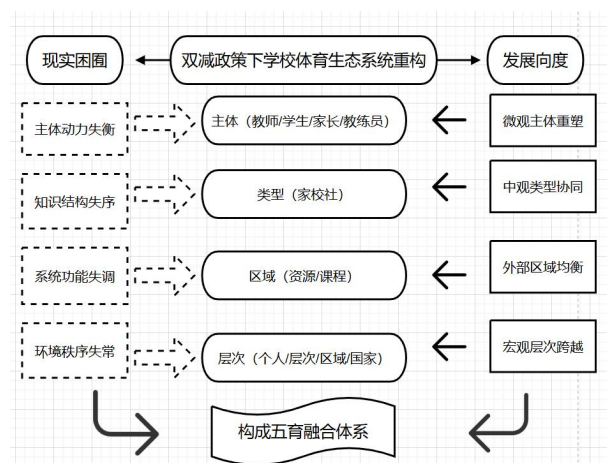 现实困囿
双减政策下学校体育生态系统重构
发展向度
主体动力失衡
主体（教师/学生/家长/教练员）
微观主体重塑
知识结构失序
类型（家校社）
中观类型协同
系统功能失调
区域（资源/课程）
外部区域均衡
环境秩序失常
层次（个人/层次/区域/国家）
宏观层次跨越
构成五育融合体系